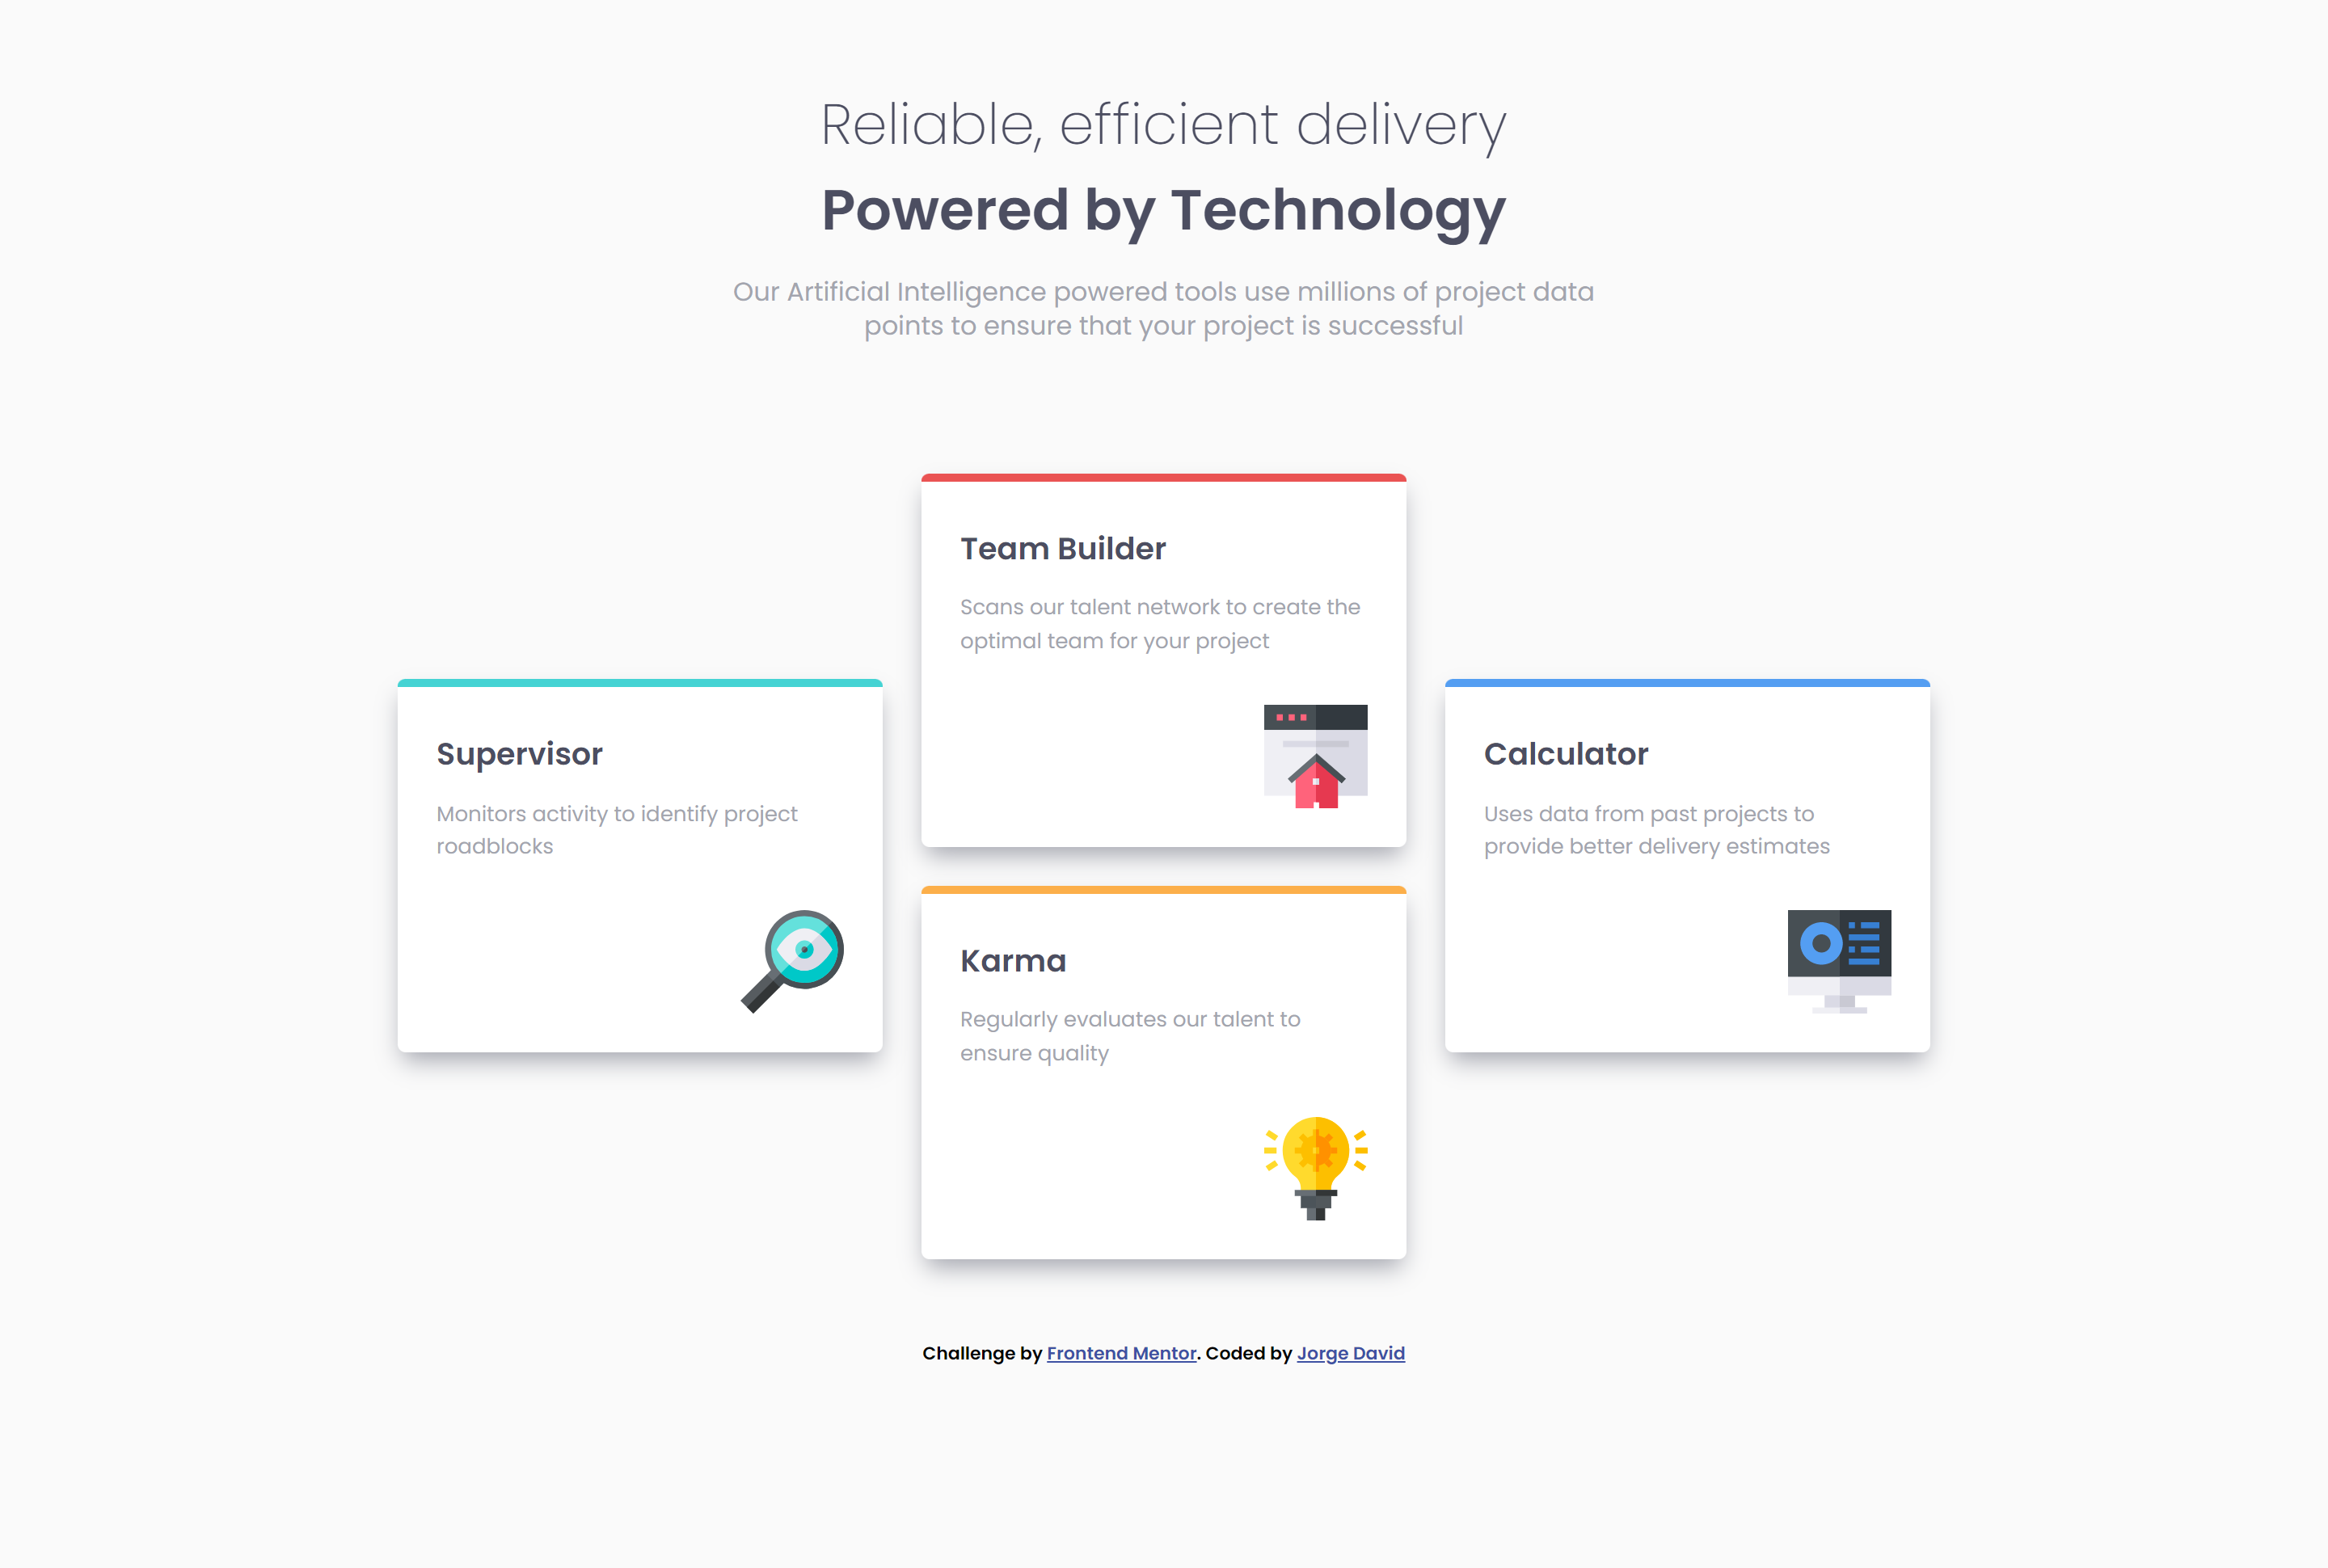 Reliable, efficient delivery
Powered by Technology
Our Artificial Intelligence powered tools use millions of project data
points to ensure that your project is successful
Team Builder
Scans our talent network to create the
optimal team for your project
Supervisor
Monitors activity to identify project
roadblocks
Calculator
Uses data from past projects to
provide better delivery estimates
Karma
Regularly evaluates our talent to
ensure quality
Challenge by Frontend Mentor. Coded by Jorge David